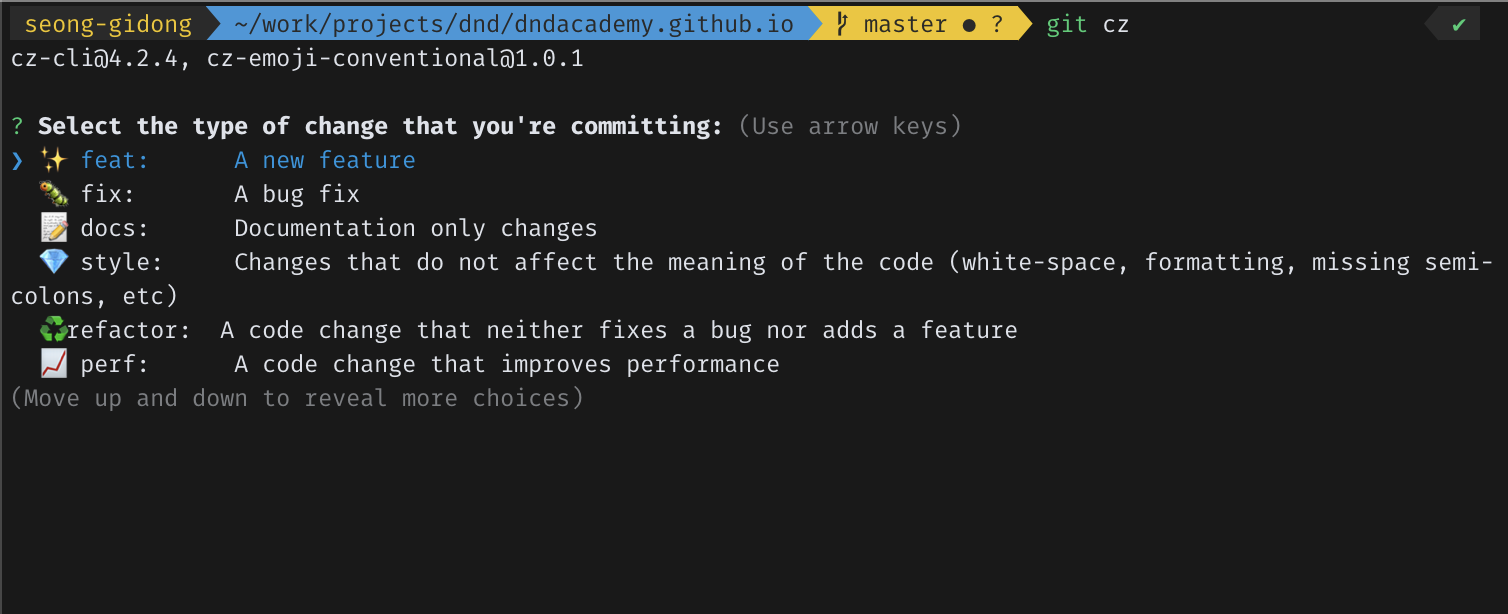 seong-gidong ~/work/projects/dnd/dndacademy.github.io master ● ? git cz ✔
cz-cli@4.2.4, cz-emoji-conventional@1.0.1
? Select the type of change that you're committing: (Use arrow keys)
❯ ✨ feat: A new feature
🐛 fix: A bug fix
📝 docs: Documentation only changes
💎 style: Changes that do not affect the meaning of the code (white-space, formatting, missing semi-
colons, etc)
♻️refactor: A code change that neither fixes a bug nor adds a feature
📈 perf: A code change that improves performance
(Move up and down to reveal more choices)